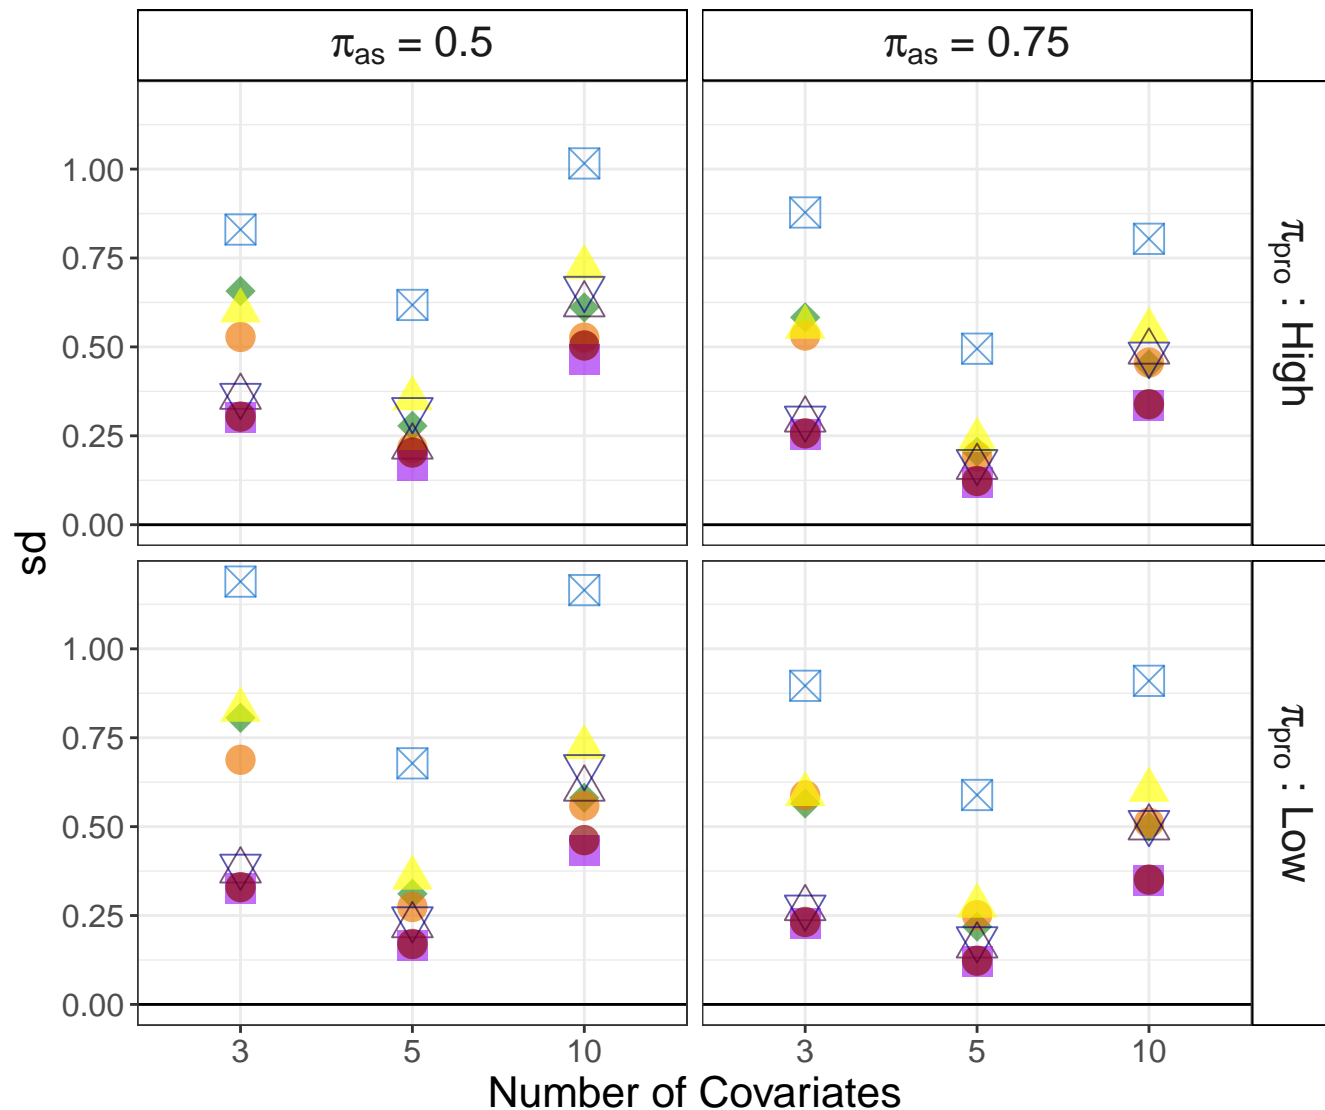 π_as = 0.5
π_as = 0.75
1.00
0.75
0.50
0.25
0.00
π_pro : High
sd
1.00
0.75
0.50
0.25
0.00
π_pro : Low
3
5
10
3
5
10
Number of Covariates